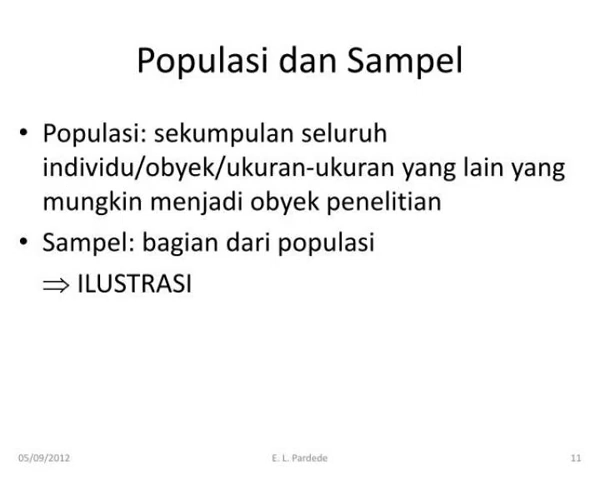 Populasi dan Sampel
• Populasi: sekumpulan seluruh
individu/obyek/ukuran-ukuran yang lain yang
mungkin menjadi obyek penelitian
• Sampel: bagian dari populasi
⇒ ILUSTRASI
05/09/2012
E. L. Pardede
11